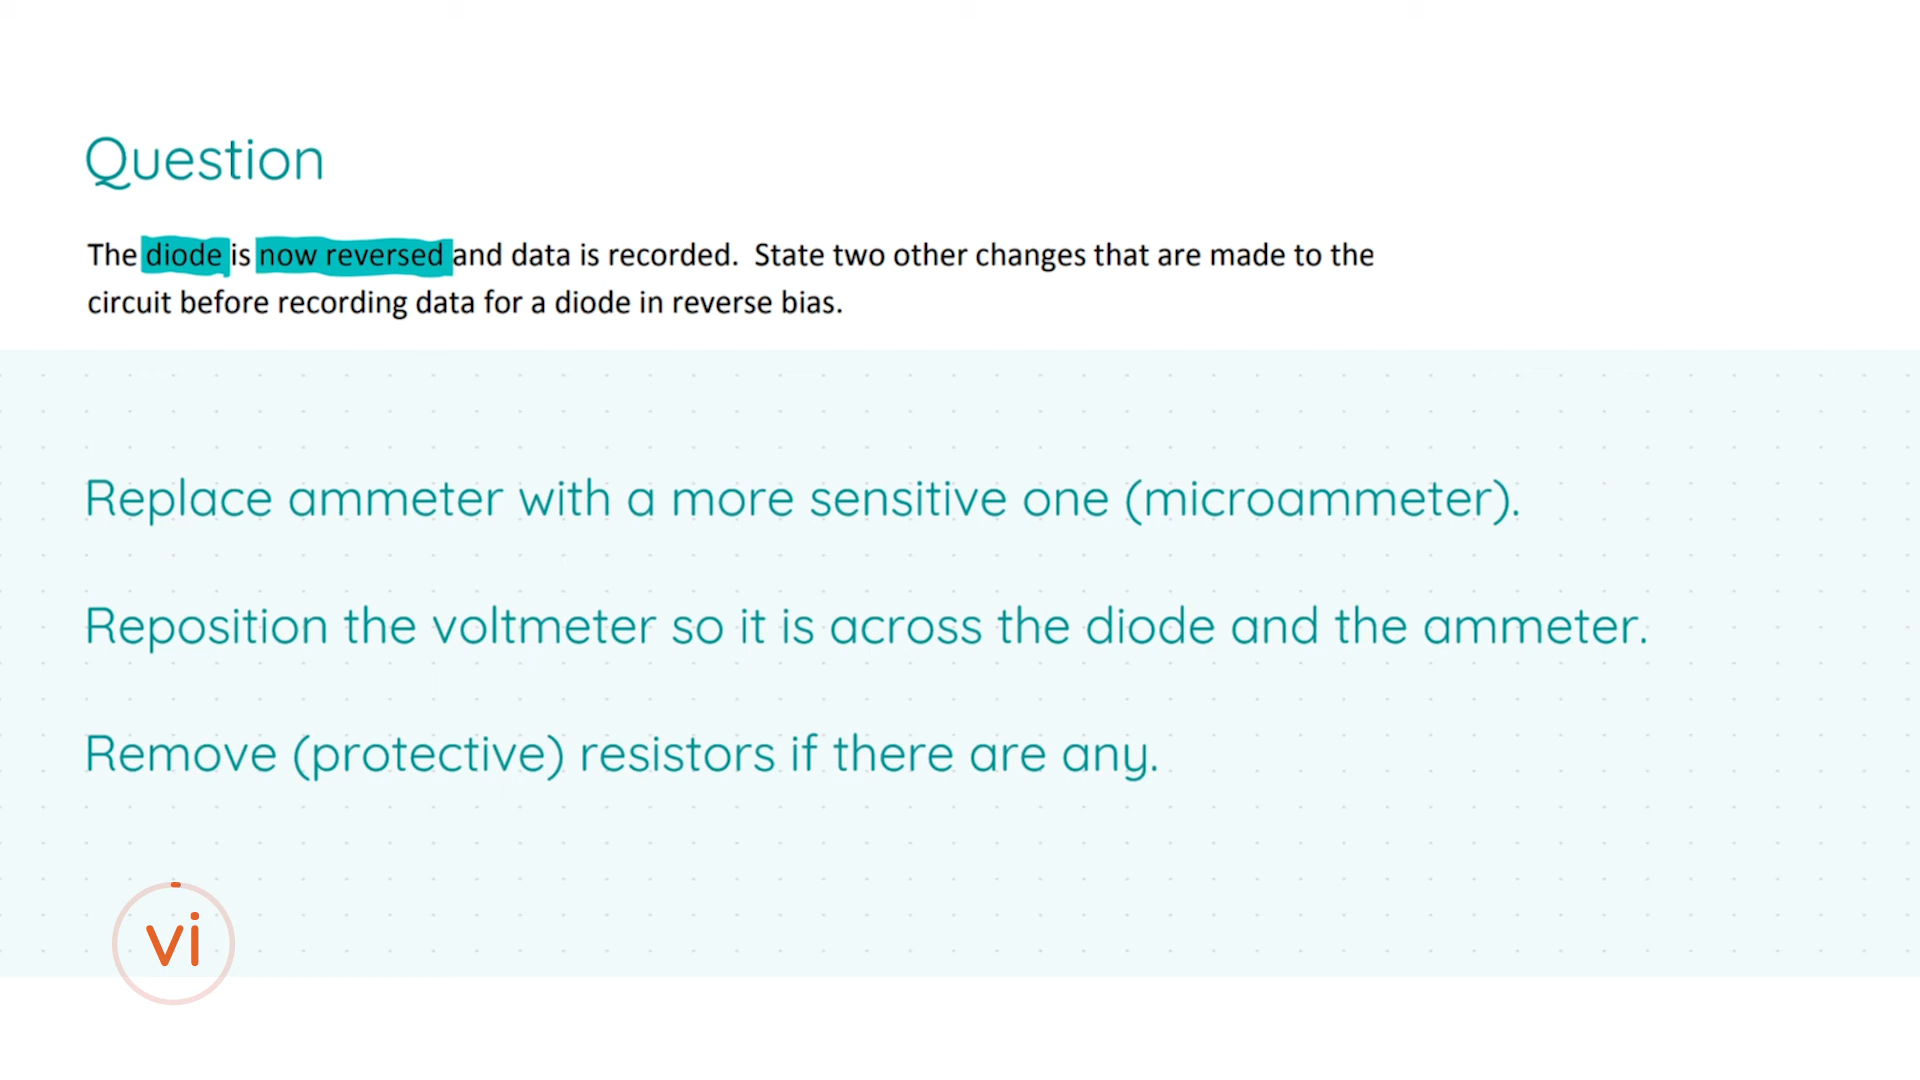 Question
The diode is now reversed and data is recorded. State two other changes that are made to the
circuit before recording data for a diode in reverse bias.
Replace ammeter with a more sensitive one (microammeter).
Reposition the voltmeter so it is across the diode and the ammeter.
Remove (protective) resistors if there are any.
vi